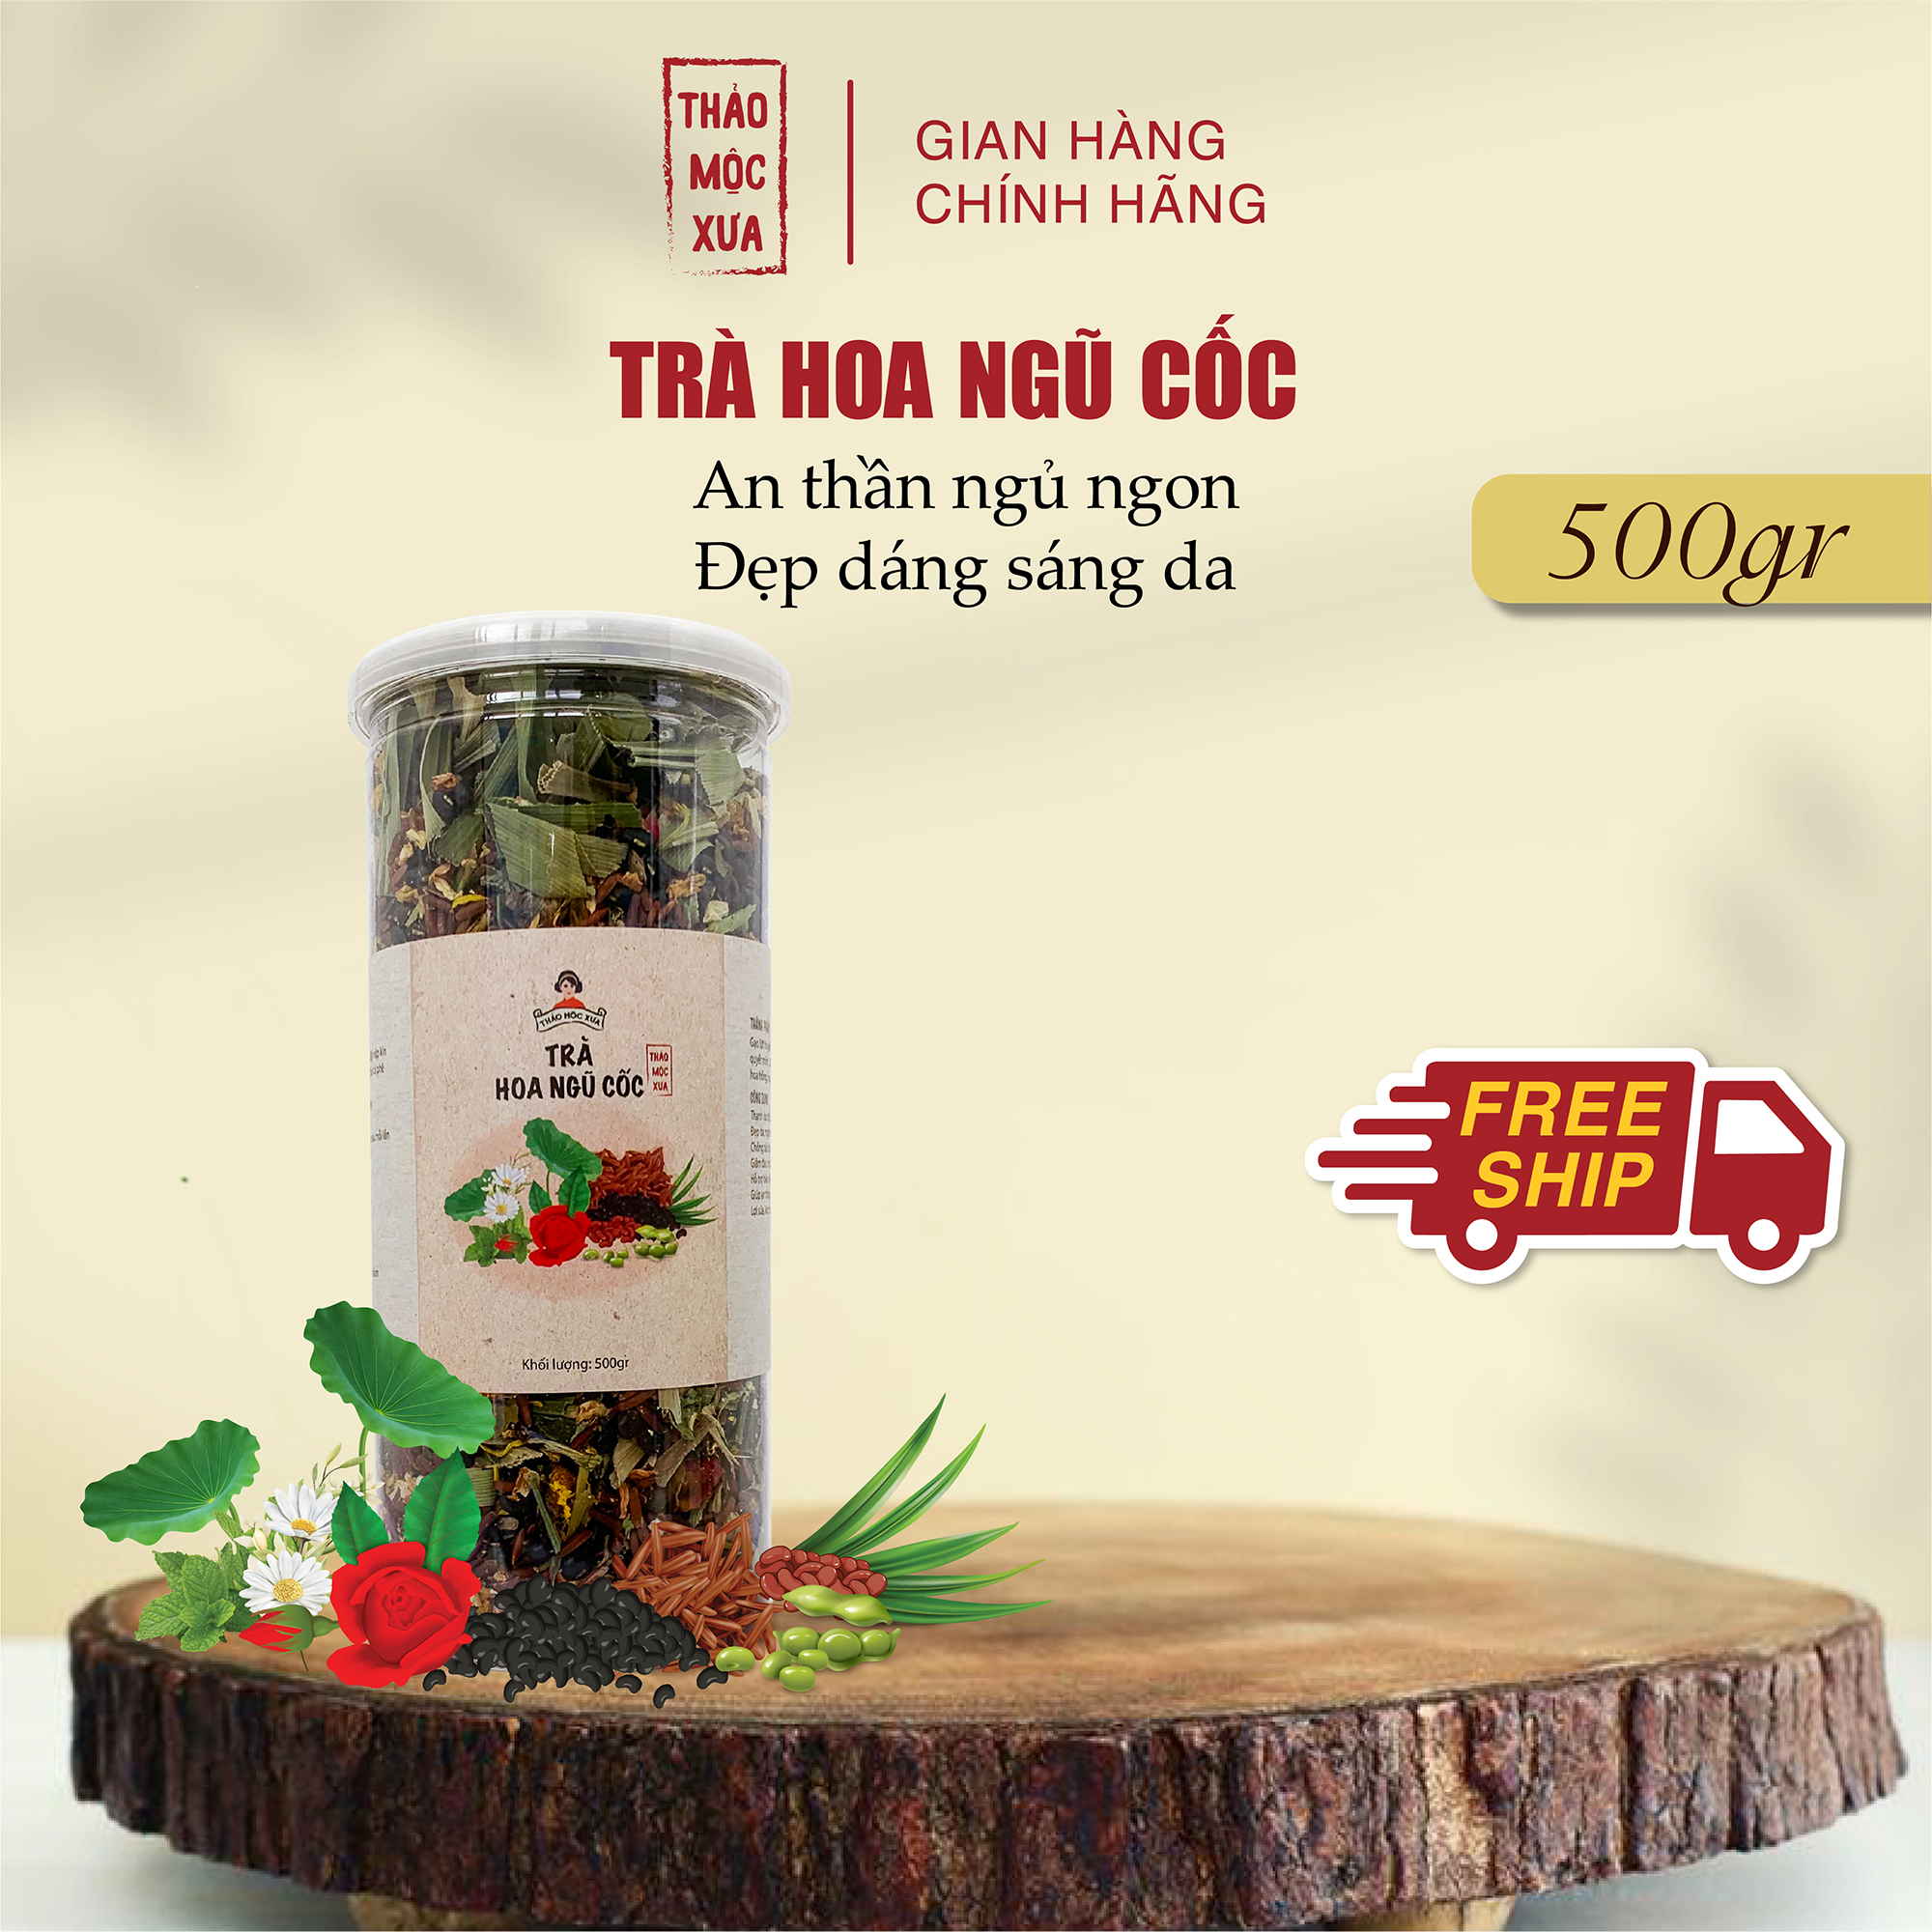 THẢO
MỘC
XƯA
GIAN HÀNG
CHÍNH HÃNG
TRÀ HOA NGŨ CỐC
An thần ngủ ngon
Đẹp dáng sáng da
500gr
THẢO MỘC XƯA
TRÀ
HOA NGŨ CỐC
THẢO
MỘC
XƯA
Khối lượng: 500gr
FREE
SHIP